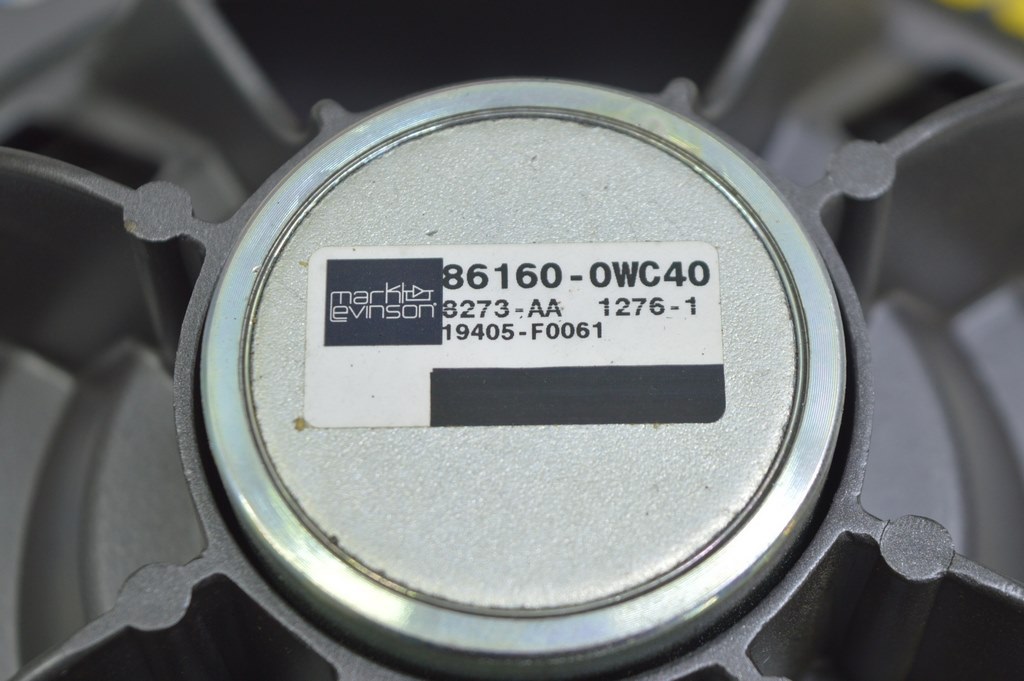 mark levinson
86160-0WC40
8273-AA 1276-1
19405-F0061